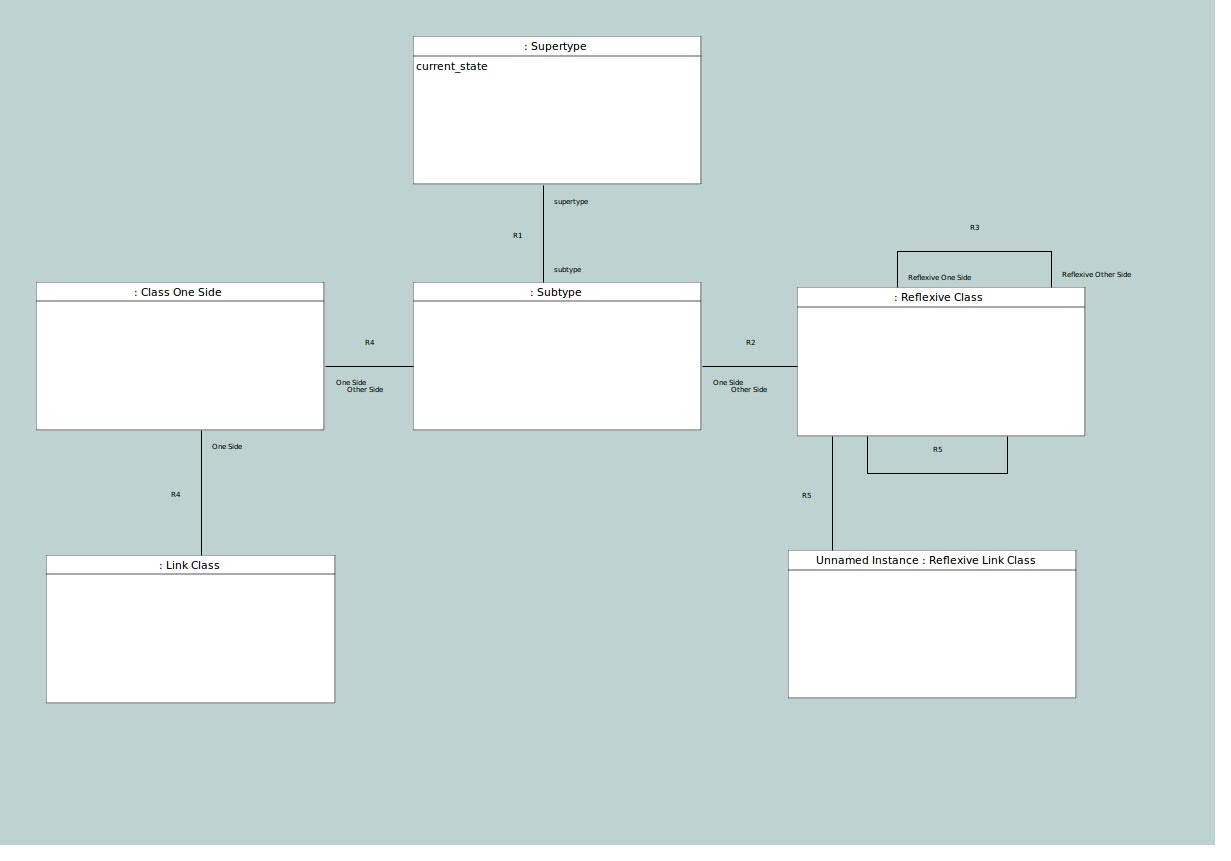 : Supertype
current_state
supertype
R1
subtype
R3
Reflexive One Side
Reflexive Other Side
: Class One Side
: Subtype
: Reflexive Class
R4
R2
One Side
Other Side
One Side
Other Side
One Side
R5
R4
R5
: Link Class
Unnamed Instance : Reflexive Link Class